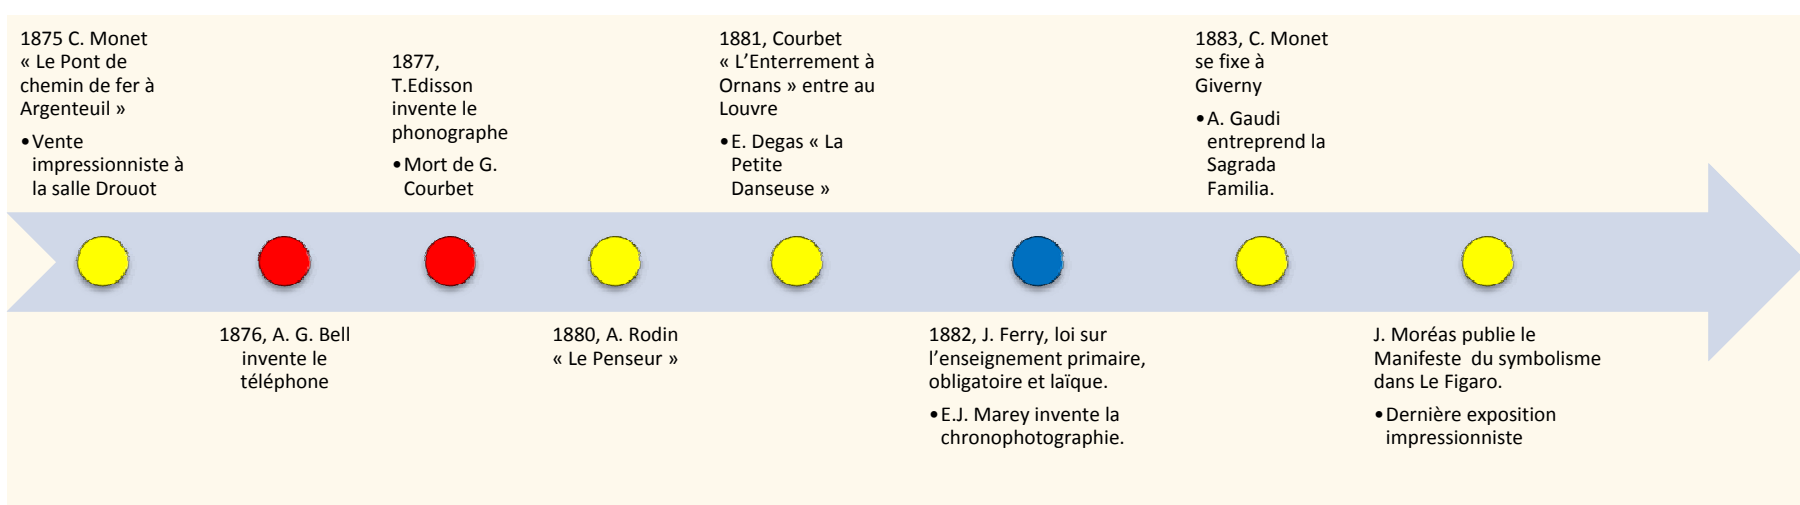 1875 C. Monet
« Le Pont de
chemin de fer à
Argenteuil »
•Vente
impressionniste à
la salle Drouot
1876, A. G. Bell
invente le
téléphone
1877,
T.Edisson
invente le
phonographe
•Mort de G.
Courbet
1880, A. Rodin
« Le Penseur »
1881, Courbet
« L’Enterrement à
Ornans » entre au
Louvre
•E. Degas « La
Petite
Danseuse »
1882, J. Ferry, loi sur
l’enseignement primaire,
obligatoire et laïque.
•E.J. Marey invente la
chronophotographie.
1883, C. Monet
se fixe à
Giverny
•A. Gaudi
entreprend la
Sagrada
Familia.
J. Moréas publie le
Manifeste  du symbolisme
dans Le Figaro.
•Dernière exposition
impressionniste